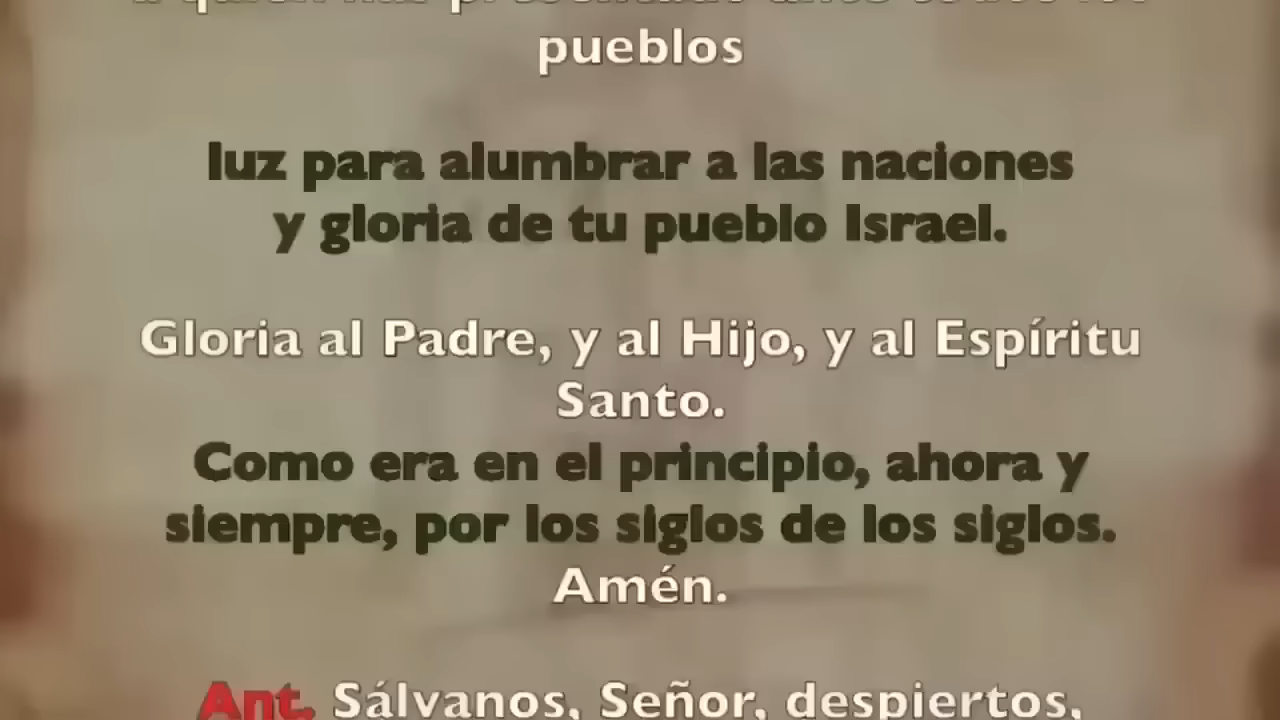 pueblos
luz para alumbrar a las naciones
y gloria de tu pueblo Israel.
Gloria al Padre, y al Hijo, y al Espíritu
Santo.
Como era en el principio, ahora y
siempre, por los siglos de los siglos.
Amén.
Ant. Sálvanos, Señor, despiertos,